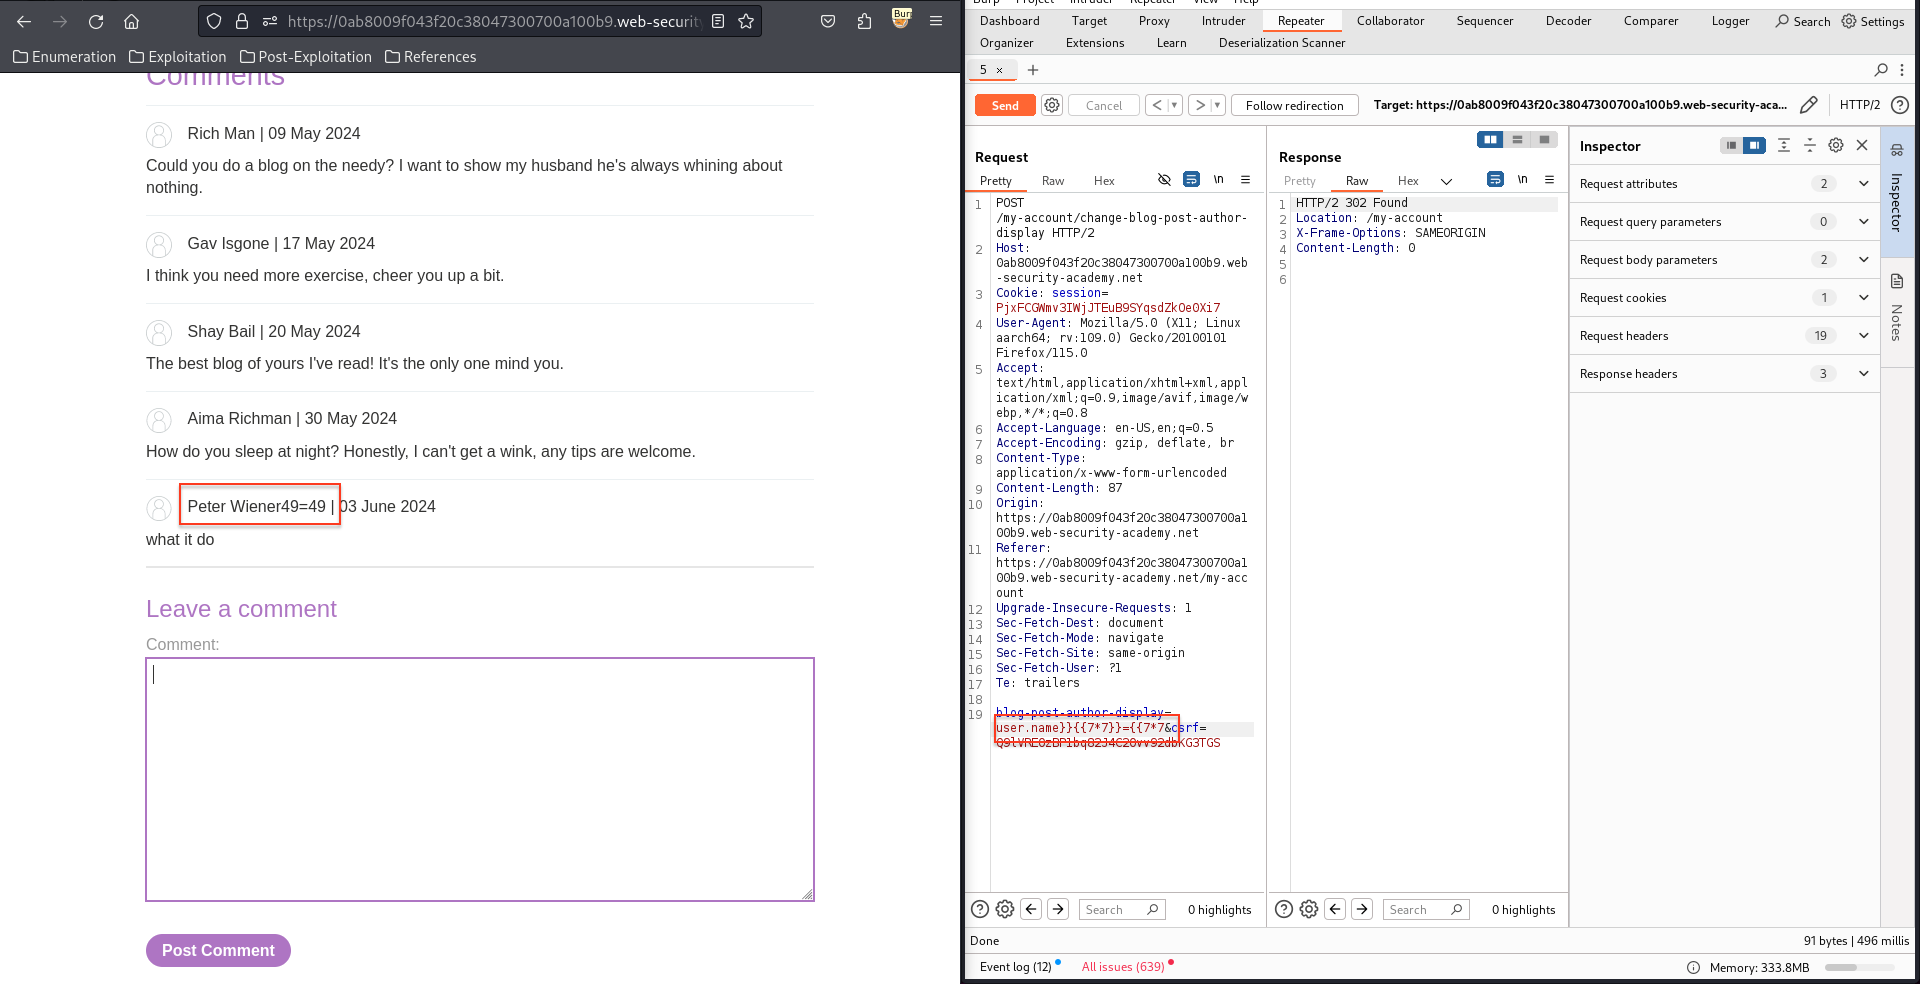 https://0ab8009f043f20c38047300700a100b9.web-securit
Enumeration Exploitation Post-Exploitation References
Comments
Rich Man | 09 May 2024
Could you do a blog on the needy? I want to show my husband he's always whining about
nothing.
Gav Isgone | 17 May 2024
I think you need more exercise, cheer you up a bit.
Shay Bail | 20 May 2024
The best blog of yours I've read! It's the only one mind you.
Aima Richman | 30 May 2024
How do you sleep at night? Honestly, I can't get a wink, any tips are welcome.
Peter Wiener49=49 | 03 June 2024
what it do
Leave a comment
Comment:
Post Comment
Burp Project Intruder Repeater View Help
Dashboard Target Proxy Intruder Repeater Collaborator Sequencer Decoder Comparer Logger Search Settings
Organizer Extensions Learn Deserialization Scanner
5 × +
Send Cancel < > Follow redirection Target: https://0ab8009f043f20c38047300700a100b9.web-security-aca... HTTP/2
Request
Pretty Raw Hex \n
1 POST
/my-account/change-blog-post-author-
display HTTP/2
2 Host:
0ab8009f043f20c38047300700a100b9.web
-security-academy.net
3 Cookie: session=
PjxFCGWmv3IWjJTEuB9SYqsdZkOe0Xi7
4 User-Agent: Mozilla/5.0 (X11; Linux
aarch64; rv:109.0) Gecko/20100101
Firefox/115.0
5 Accept:
text/html,application/xhtml+xml,appl
ication/xml;q=0.9,image/avif,image/w
ebp,*/*;q=0.8
6 Accept-Language: en-US,en;q=0.5
7 Accept-Encoding: gzip, deflate, br
8 Content-Type:
application/x-www-form-urlencoded
9 Content-Length: 87
10 Origin:
https://0ab8009f043f20c38047300700a1
00b9.web-security-academy.net
11 Referer:
https://0ab8009f043f20c38047300700a1
00b9.web-security-academy.net/my-acc
ount
12 Upgrade-Insecure-Requests: 1
13 Sec-Fetch-Dest: document
14 Sec-Fetch-Mode: navigate
15 Sec-Fetch-Site: same-origin
16 Sec-Fetch-User: ?1
17 Te: trailers
18
19 blog-post-author-display=
user.name}}{{7*7}}={{7*7&csrf=
Search 0 highlights
Response
Pretty Raw Hex \n
1 HTTP/2 302 Found
2 Location: /my-account
3 X-Frame-Options: SAMEORIGIN
4 Content-Length: 0
5
6
Search 0 highlights
Inspector
Request attributes 2
Request query parameters 0
Request body parameters 2
Request cookies 1
Request headers 19
Response headers 3
Inspector
Notes
Done 91 bytes | 496 millis
Event log (12) All issues (639) Memory: 333.8MB